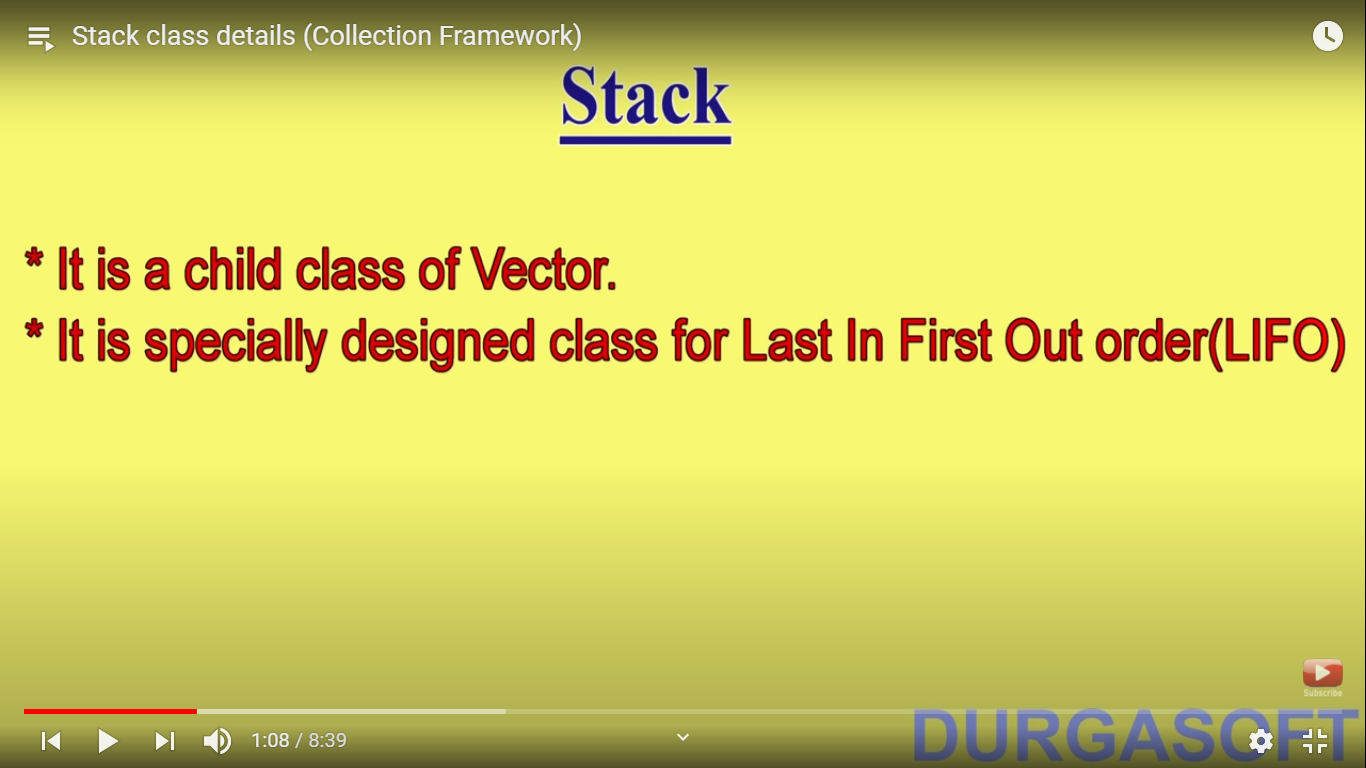 Stack class details (Collection Framework)
Stack
* It is a child class of Vector.
* It is specially designed class for Last In First Out order(LIFO)
Subscribe
1:08 / 8:39
DURGASOFT